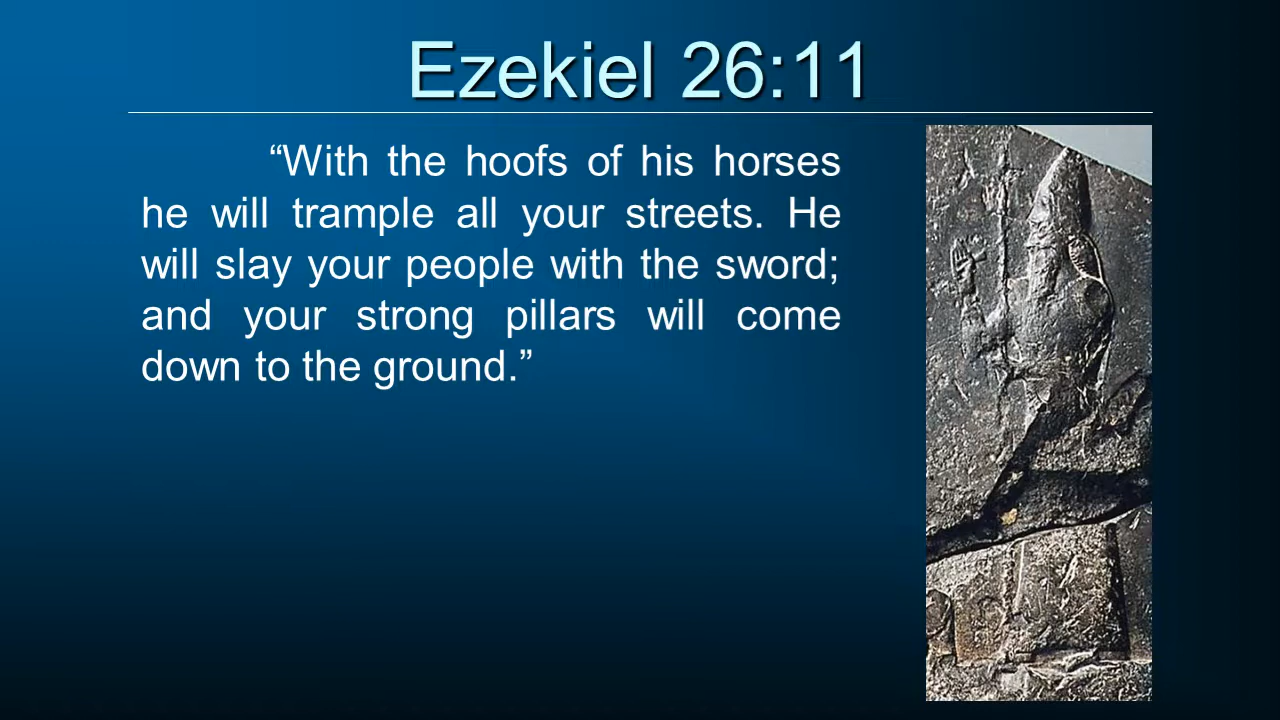 Ezekiel 26:11
“With the hoofs of his horses
he will trample all your streets. He
will slay your people with the sword;
and your strong pillars will come
down to the ground.”